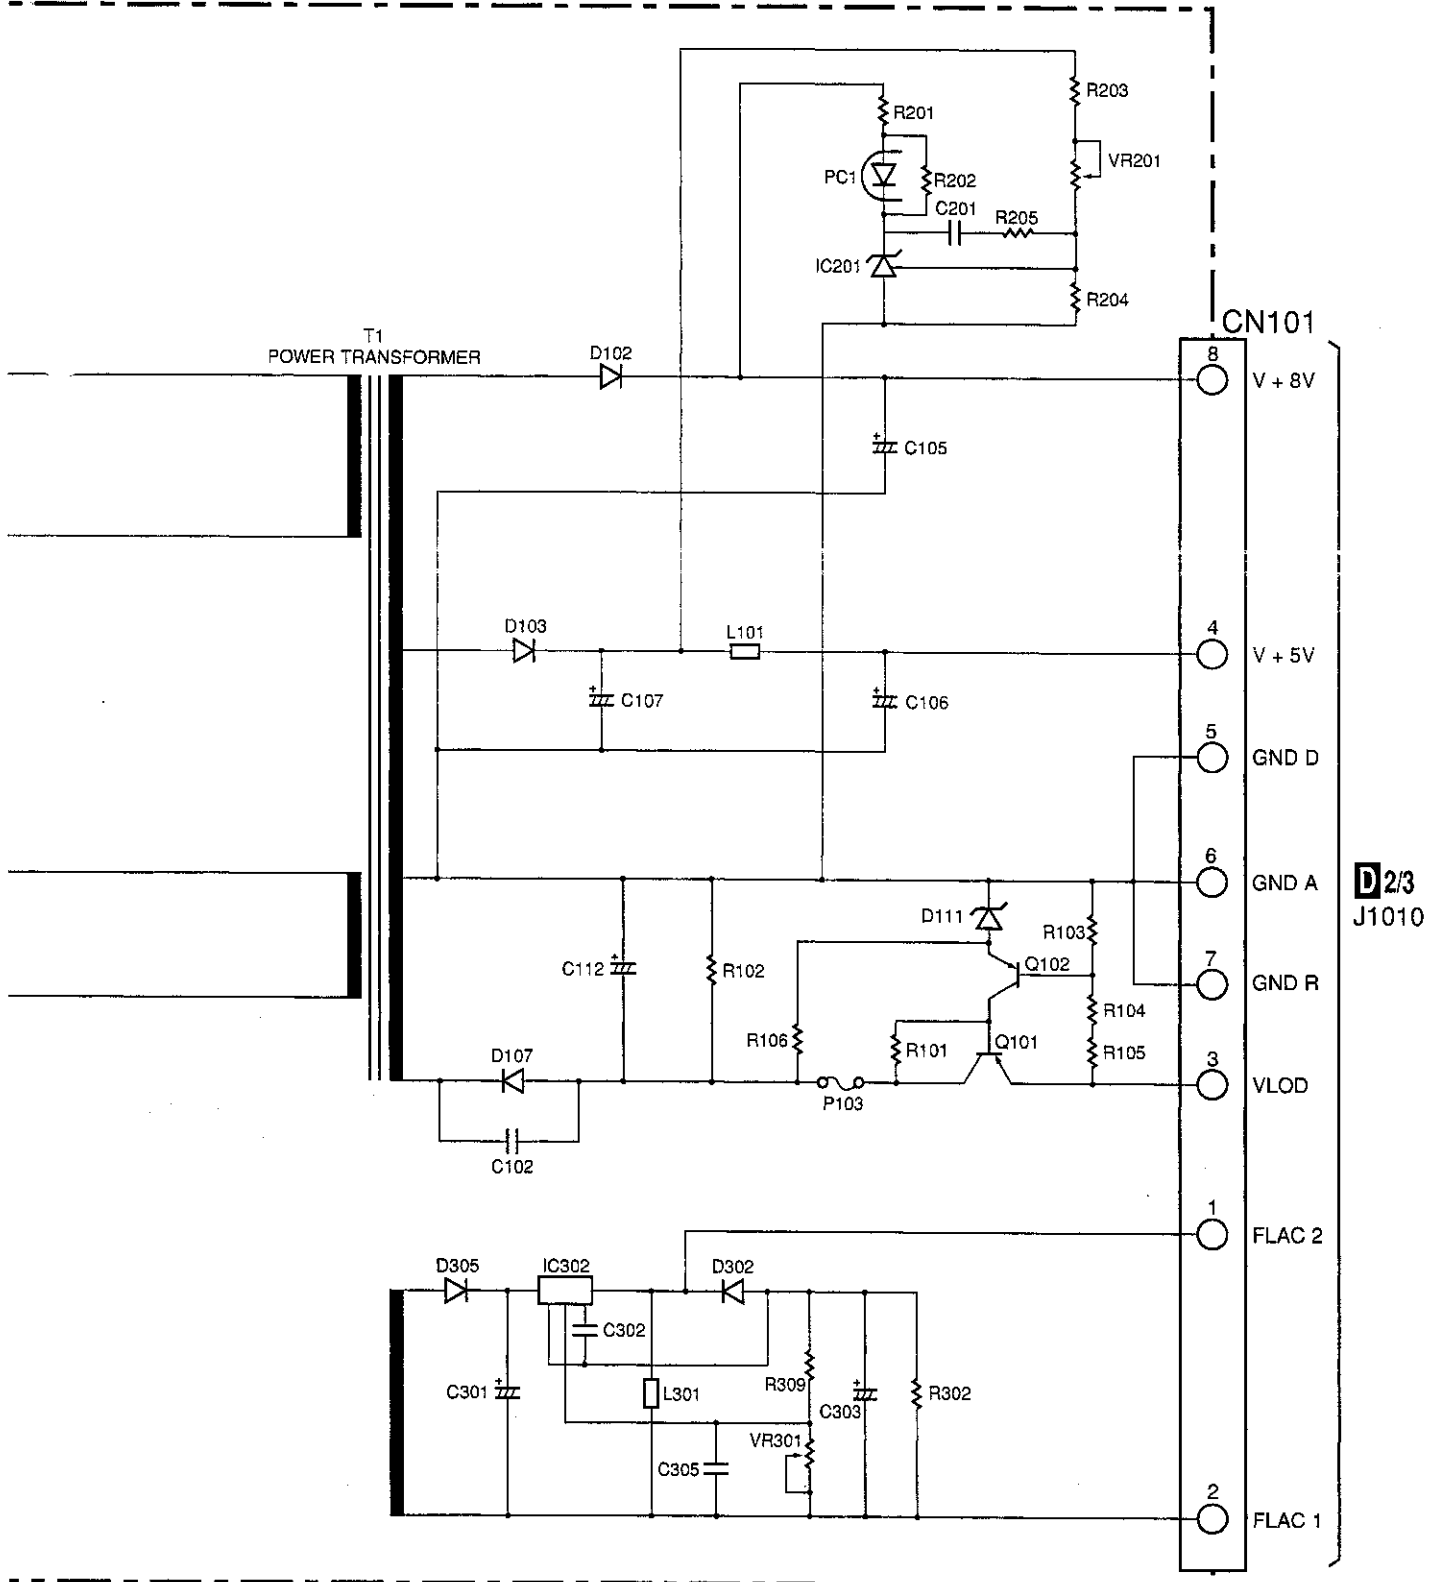 R203
R201
VR201
PC1
R202
C201
R205
IC201
R204
CN101
T1
POWER TRANSFORMER
D102
8
V + 8V
+
C105
D103
L101
4
V + 5V
+
C107
+
C106
5
GND D
6
GND A
D 2/3
J1010
D111
R103
+
C112
R102
Q102
7
GND R
R104
R106
R101
Q101
R105
D107
3
VLOD
P103
C102
1
FLAC 2
D305
IC302
D302
C302
+
C301
L301
R309
+
C303
R302
VR301
C305
2
FLAC 1